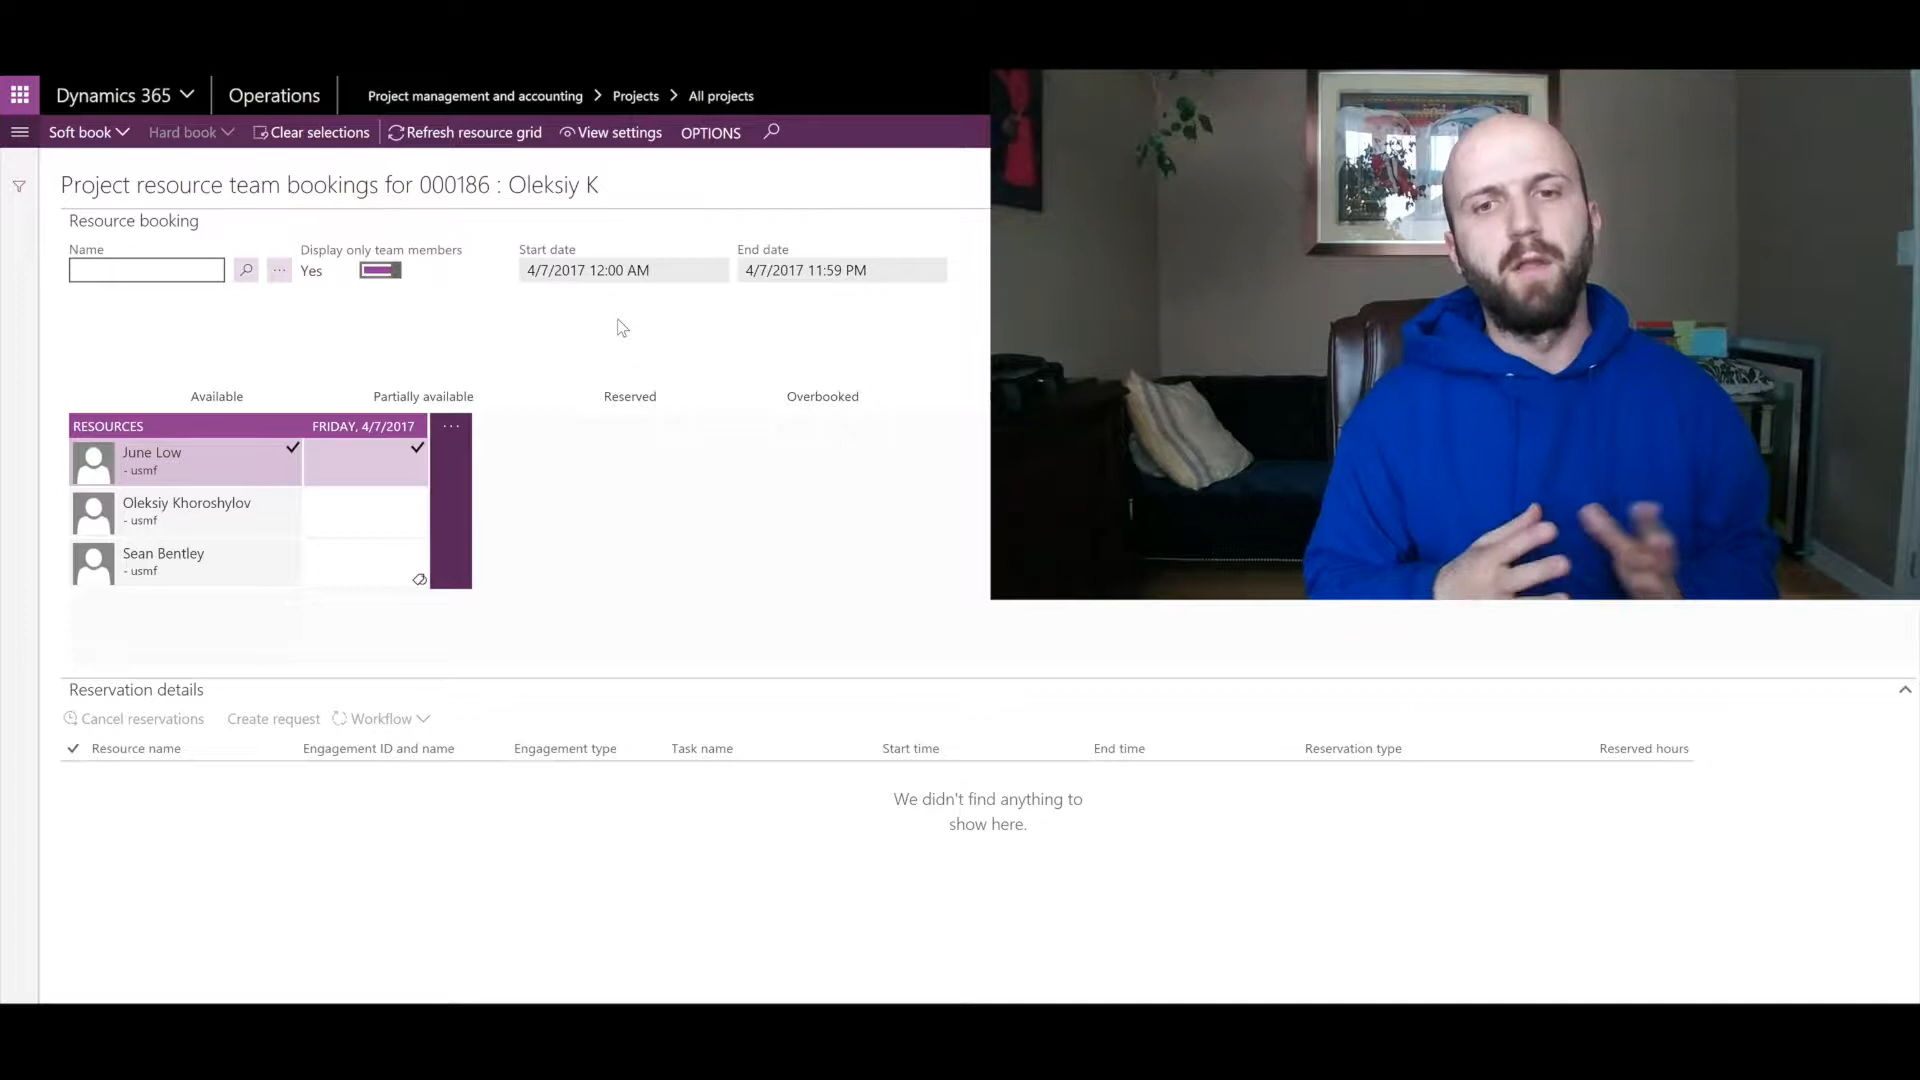 Dynamics 365 Operations Project management and accounting > Projects > All projects
Soft book Hard book Clear selections Refresh resource grid View settings OPTIONS
Project resource team bookings for 000186 : Oleksiy K
Resource booking
Name Display only team members Start date End date
Yes 4/7/2017 12:00 AM 4/7/2017 11:59 PM
Available Partially available Reserved Overbooked
RESOURCES FRIDAY, 4/7/2017 ...
June Low
- usmf
Oleksiy Khoroshylov
- usmf
Sean Bentley
- usmf
Reservation details
Cancel reservations Create request Workflow
Resource name Engagement ID and name Engagement type Task name Start time End time Reservation type Reserved hours
We didn't find anything to
show here.